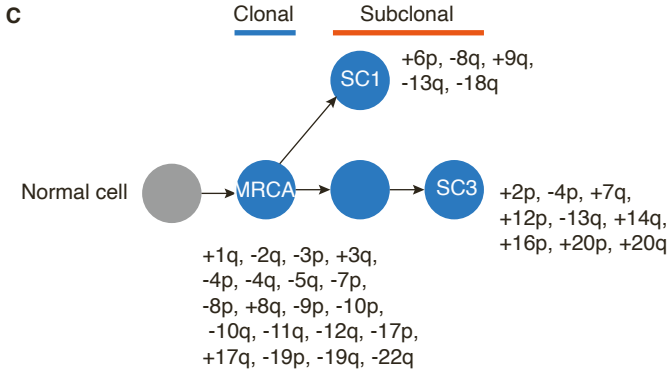 C
Clonal
Subclonal
SC1
+6p, -8q, +9q,
-13q, -18q
Normal cell
MRCA
SC3
+2p, -4p, +7q,
+12p, -13q, +14q,
+16p, +20p, +20q
+1q, -2q, -3p, +3q,
-4p, -4q, -5q, -7p,
-8p, +8q, -9p, -10p,
-10q, -11q, -12q, -17p,
+17q, -19p, -19q, -22q